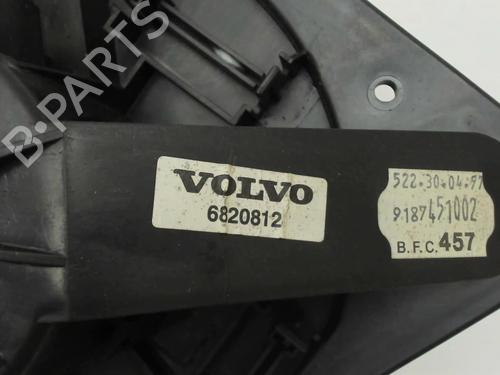 B-PARTS
VOLVO
6820812
522.30.04.97
9187451002
B.F.C. 457